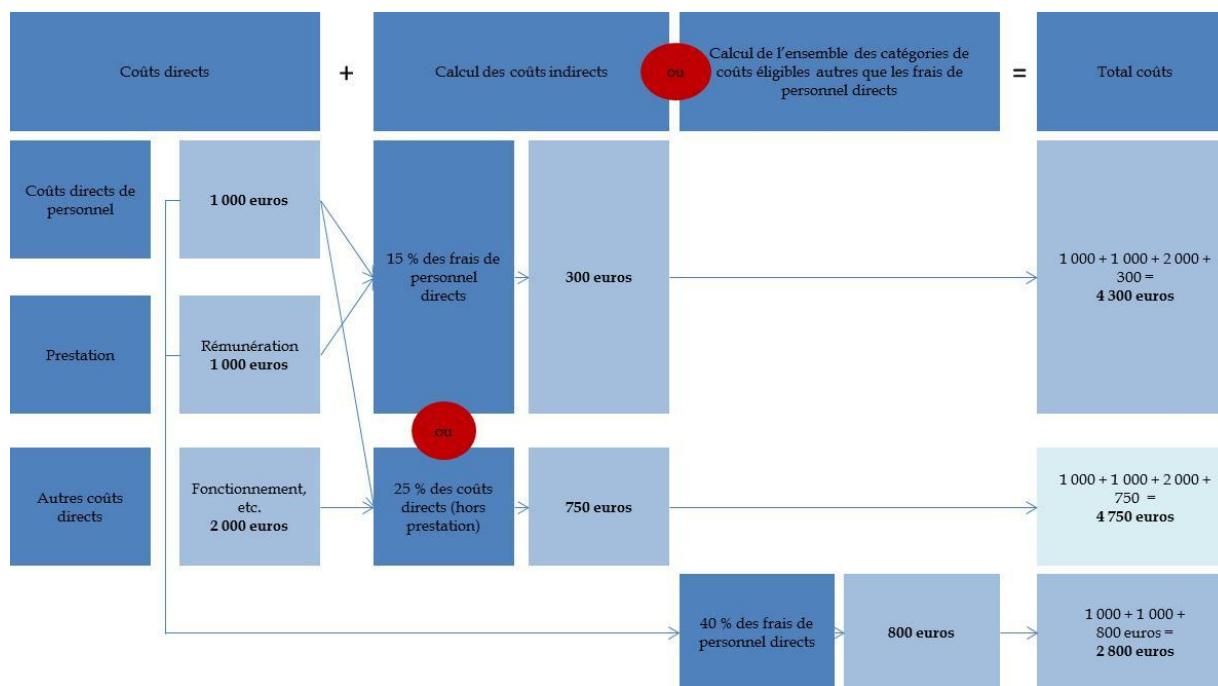 Coûts directs
+
Calcul des coûts indirects
ou
Calcul de l’ensemble des catégories de
coûts éligibles autres que les frais de
personnel directs
=
Total coûts
Coûts directs de
personnel
1 000 euros
15 % des frais de
personnel
directs
300 euros
1 000 + 1 000 + 2 000 +
300 =
4 300 euros
Prestation
Rémunération
1 000 euros
ou
Autres coûts
directs
Fonctionnement,
etc.
2 000 euros
25 % des coûts
directs (hors
prestation)
750 euros
1 000 + 1 000 + 2 000
+ 750 =
4 750 euros
40 % des frais de
personnel directs
800 euros
1 000 + 1 000 +
800 euros =
2 800 euros